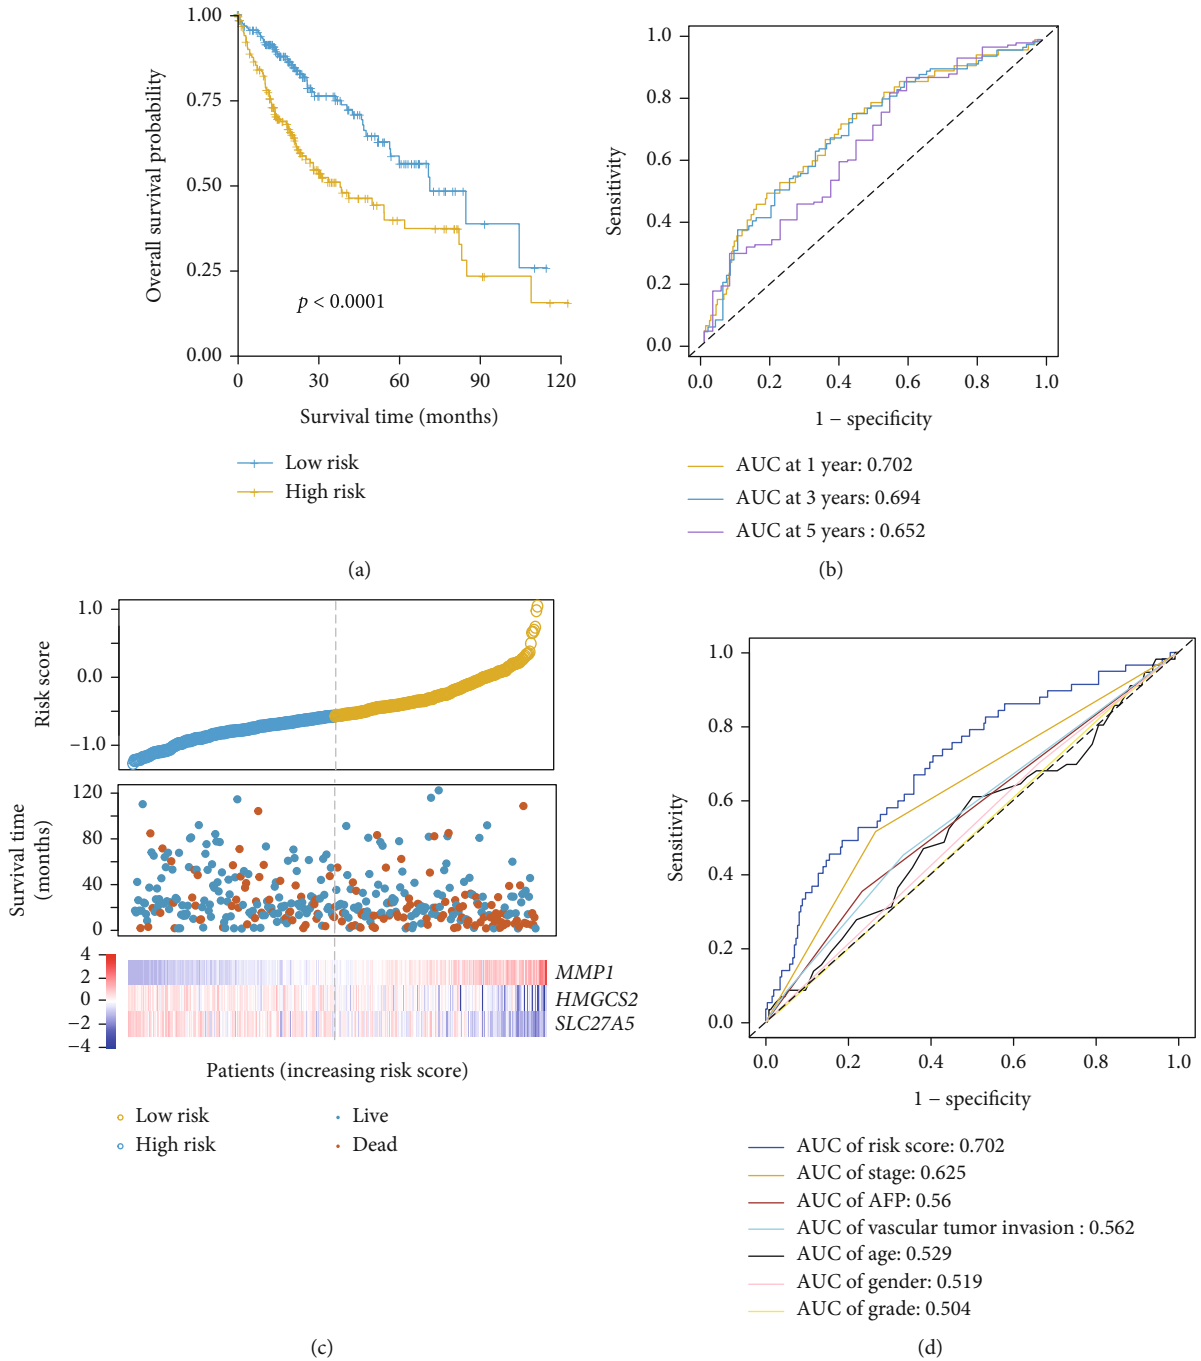 1.00
0.75
0.50
0.25
0.00
Overall survival probability
p < 0.0001
0 30 60 90 120
Survival time (months)
Low risk
High risk
(a)
1.0
0.8
0.6
0.4
0.2
0.0
Sensitivity
0.0 0.2 0.4 0.6 0.8 1.0
1 − specificity
AUC at 1 year: 0.702
AUC at 3 years: 0.694
AUC at 5 years : 0.652
(b)
1.0
0.0
−1.0
Risk score
120
80
40
0
Survival time
(months)
4
2
0
−2
−4
MMP1
HMGCS2
SLC27A5
Patients (increasing risk score)
Low risk
High risk
Live
Dead
(c)
1.0
0.8
0.6
0.4
0.2
0.0
Sensitivity
0.0 0.2 0.4 0.6 0.8 1.0
1 − specificity
AUC of risk score: 0.702
AUC of stage: 0.625
AUC of AFP: 0.56
AUC of vascular tumor invasion : 0.562
AUC of age: 0.529
AUC of gender: 0.519
AUC of grade: 0.504
(d)